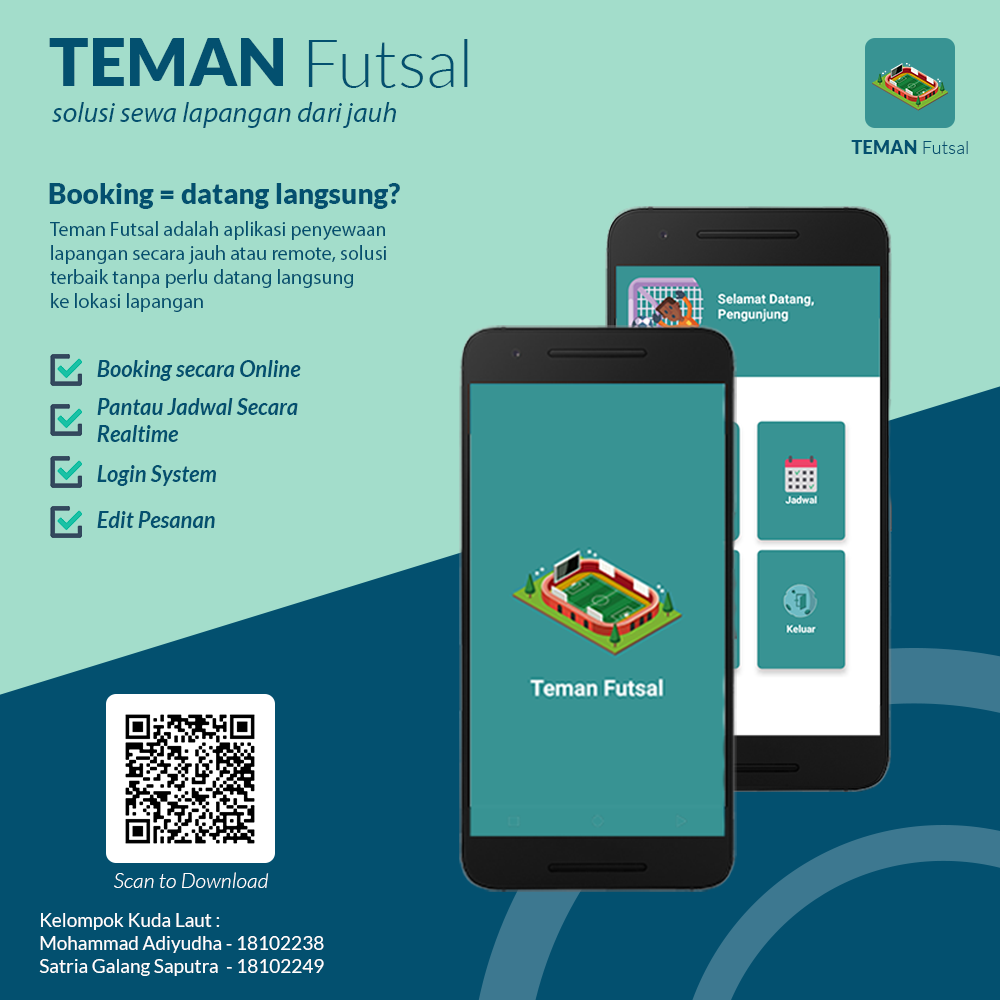 TEMAN Futsal
solusi sewa lapangan dari jauh
TEMAN Futsal
Booking = datang langsung?
Teman Futsal adalah aplikasi penyewaan
lapangan secara jauh atau remote, solusi
terbaik tanpa perlu datang langsung
ke lokasi lapangan
Booking secara Online
Pantau Jadwal Secara
Realtime
Login System
Edit Pesanan
Selamat Datang,
Pengunjung
Jadwal
Keluar
Teman Futsal
Scan to Download
Kelompok Kuda Laut :
Mohammad Adiyudha - 18102238
Satria Galang Saputra - 18102249